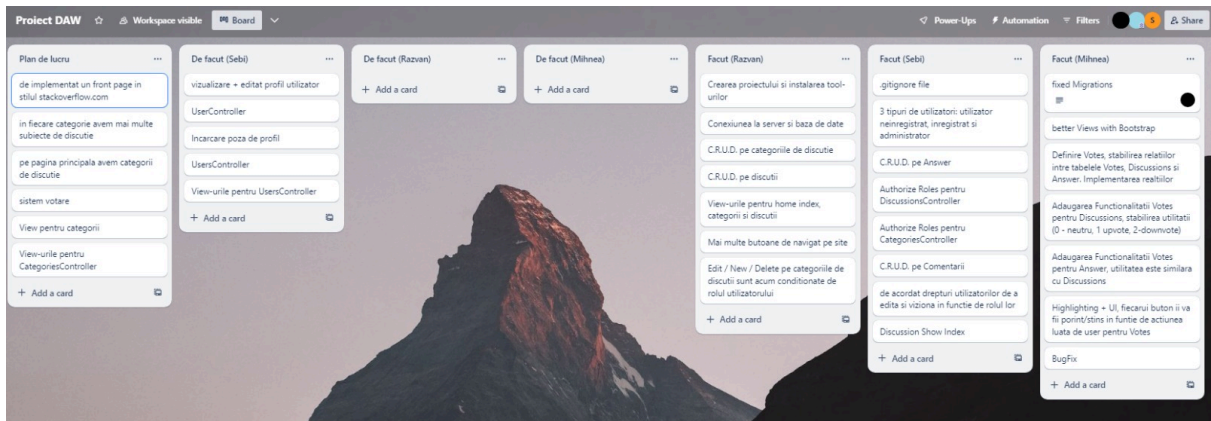 Proiect DAW
Workspace visible
Board
Power-Ups
Automation
Filters
S
Share
Plan de lucru
de implementat un front page in
stilul stackoverflow.com
in fiecare categorie avem mai multe
subiecte de discutie
pe pagina principala avem categorii
de discutie
sistem votare
View pentru categorii
View-urile pentru
CategoriesController
+ Add a card
De facut (Sebi)
vizualizare + editat profil utilizator
UserController
Incarcare poza de profil
UsersController
View-urile pentru UsersController
+ Add a card
De facut (Razvan)
+ Add a card
De facut (Mihnea)
+ Add a card
Facut (Razvan)
Crearea proiectului si instalarea tool-
urilor
Conexiunea la server si baza de date
C.R.U.D. pe categoriile de discutie
C.R.U.D. pe discutii
View-urile pentru home index,
categorii si discutii
Mai multe butoane de navigat pe site
Edit / New / Delete pe categoriile de
discutii sunt acum conditionate de
rolul utilizatorului
+ Add a card
Facut (Sebi)
.gitignore file
3 tipuri de utilizatori: utilizator
neinregistrat, inregistrat si
administrator
C.R.U.D. pe Answer
Authorize Roles pentru
DiscussionsController
Authorize Roles pentru
CategoriesController
C.R.U.D. pe Comentarii
de acordat drepturi utilizatorilor de a
edita si viziona in functie de rolul lor
Discussion Show Index
+ Add a card
Facut (Mihnea)
fixed Migrations
better Views with Bootstrap
Definire Votes, stabilirea relatiilor
intre tabelele Votes, Discussions si
Answer. Implementarea realtiilor
Adaugarea Functionalitatii Votes
pentru Discussions, stabilirea utilitatii
(0 - neutru, 1 upvote, 2-downvote)
Adaugarea Functionalitatii Votes
pentru Answer, utilitatea este similara
cu Discussions
Highlighting + UI, fiecarui buton ii va
fii porint/stins in funtie de actiunea
luata de user pentru Votes
BugFix
+ Add a card